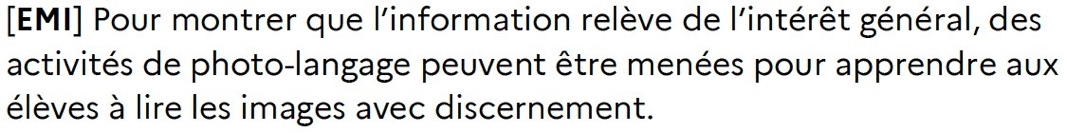 [EMI] Pour montrer que l’information relève de l’intérêt général, des
activités de photo-langage peuvent être menées pour apprendre aux
élèves à lire les images avec discernement.